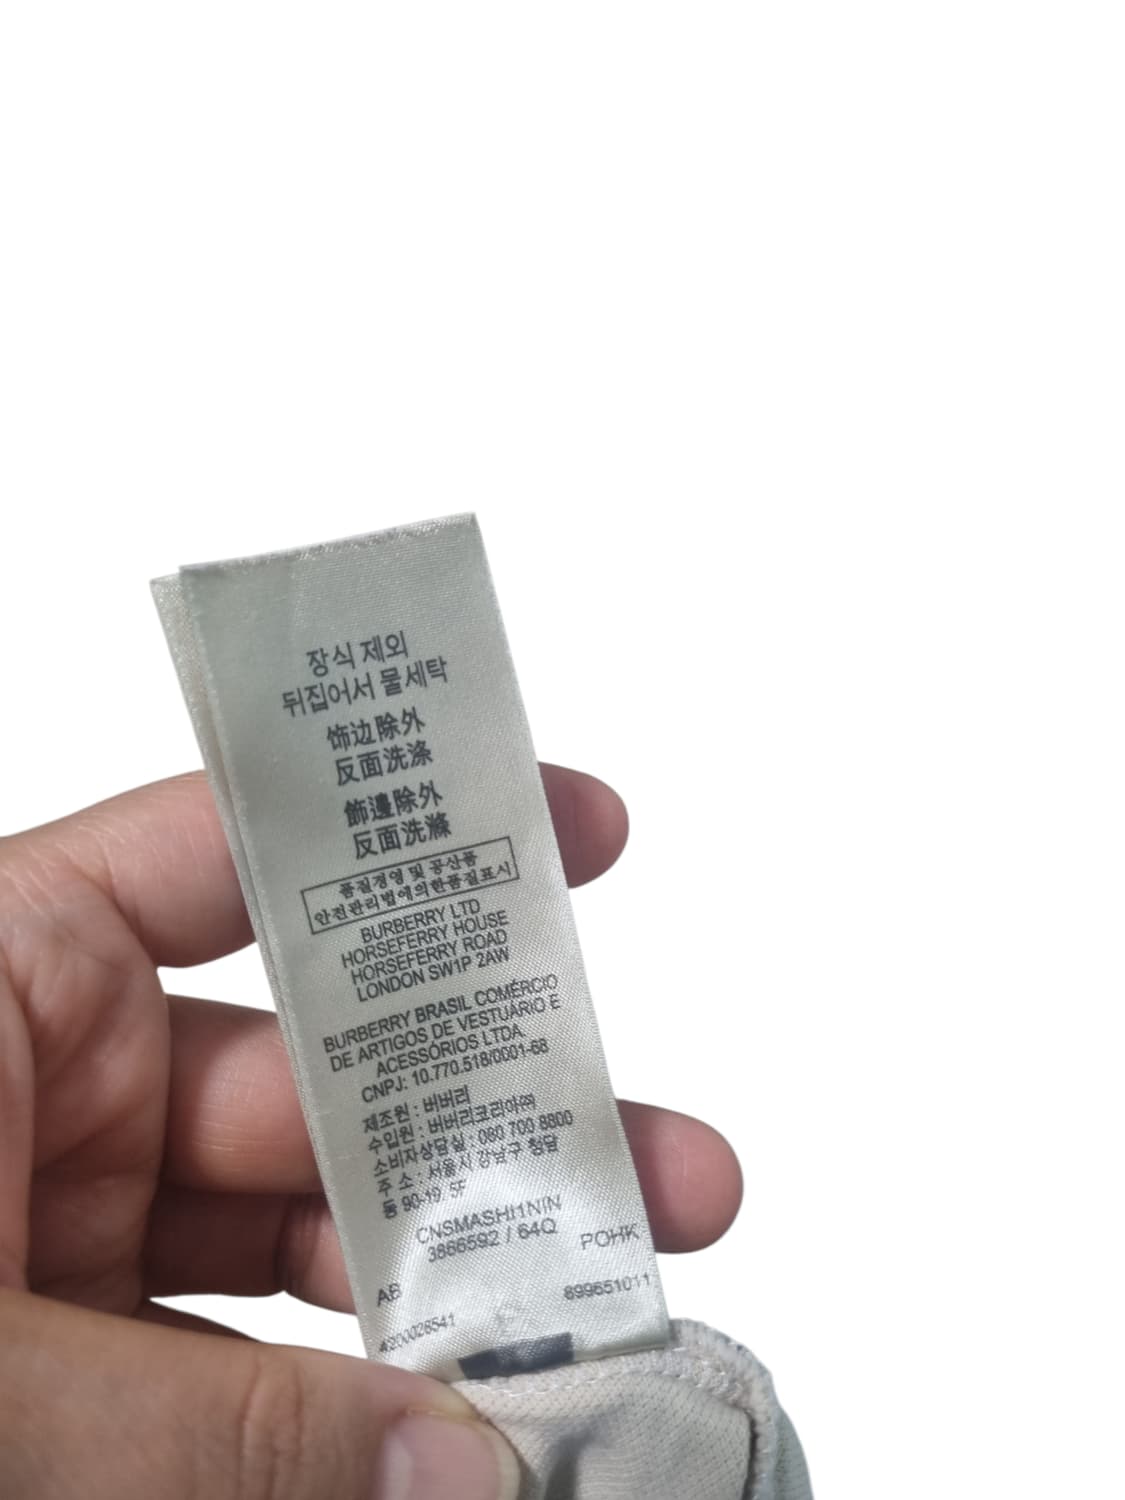 장식 제외
뒤집어서 물세탁
饰边除外
反面洗涤
飾邊除外
反面洗滌
품질경영 및 공산품
안전관리법에의한품질표시
BURBERRY LTD
HORSEFERRY HOUSE
HORSEFERRY ROAD
LONDON SW1P 2AW
BURBERRY BRASIL COMÉRCIO
DE ARTIGOS DE VESTUÁRIO E
ACESSÓRIOS LTDA.
CNPJ: 10.770.518/0001-68
제조원 : 버버리
수입원 : 버버리코리아㈜
소비자상담실 : 080 700 8800
주 소 : 서울시 강남구 청담
동 90-19 5F
CNSMASHI1NIN
3866592 / 64Q
POHK
AB
899651011
4200026541